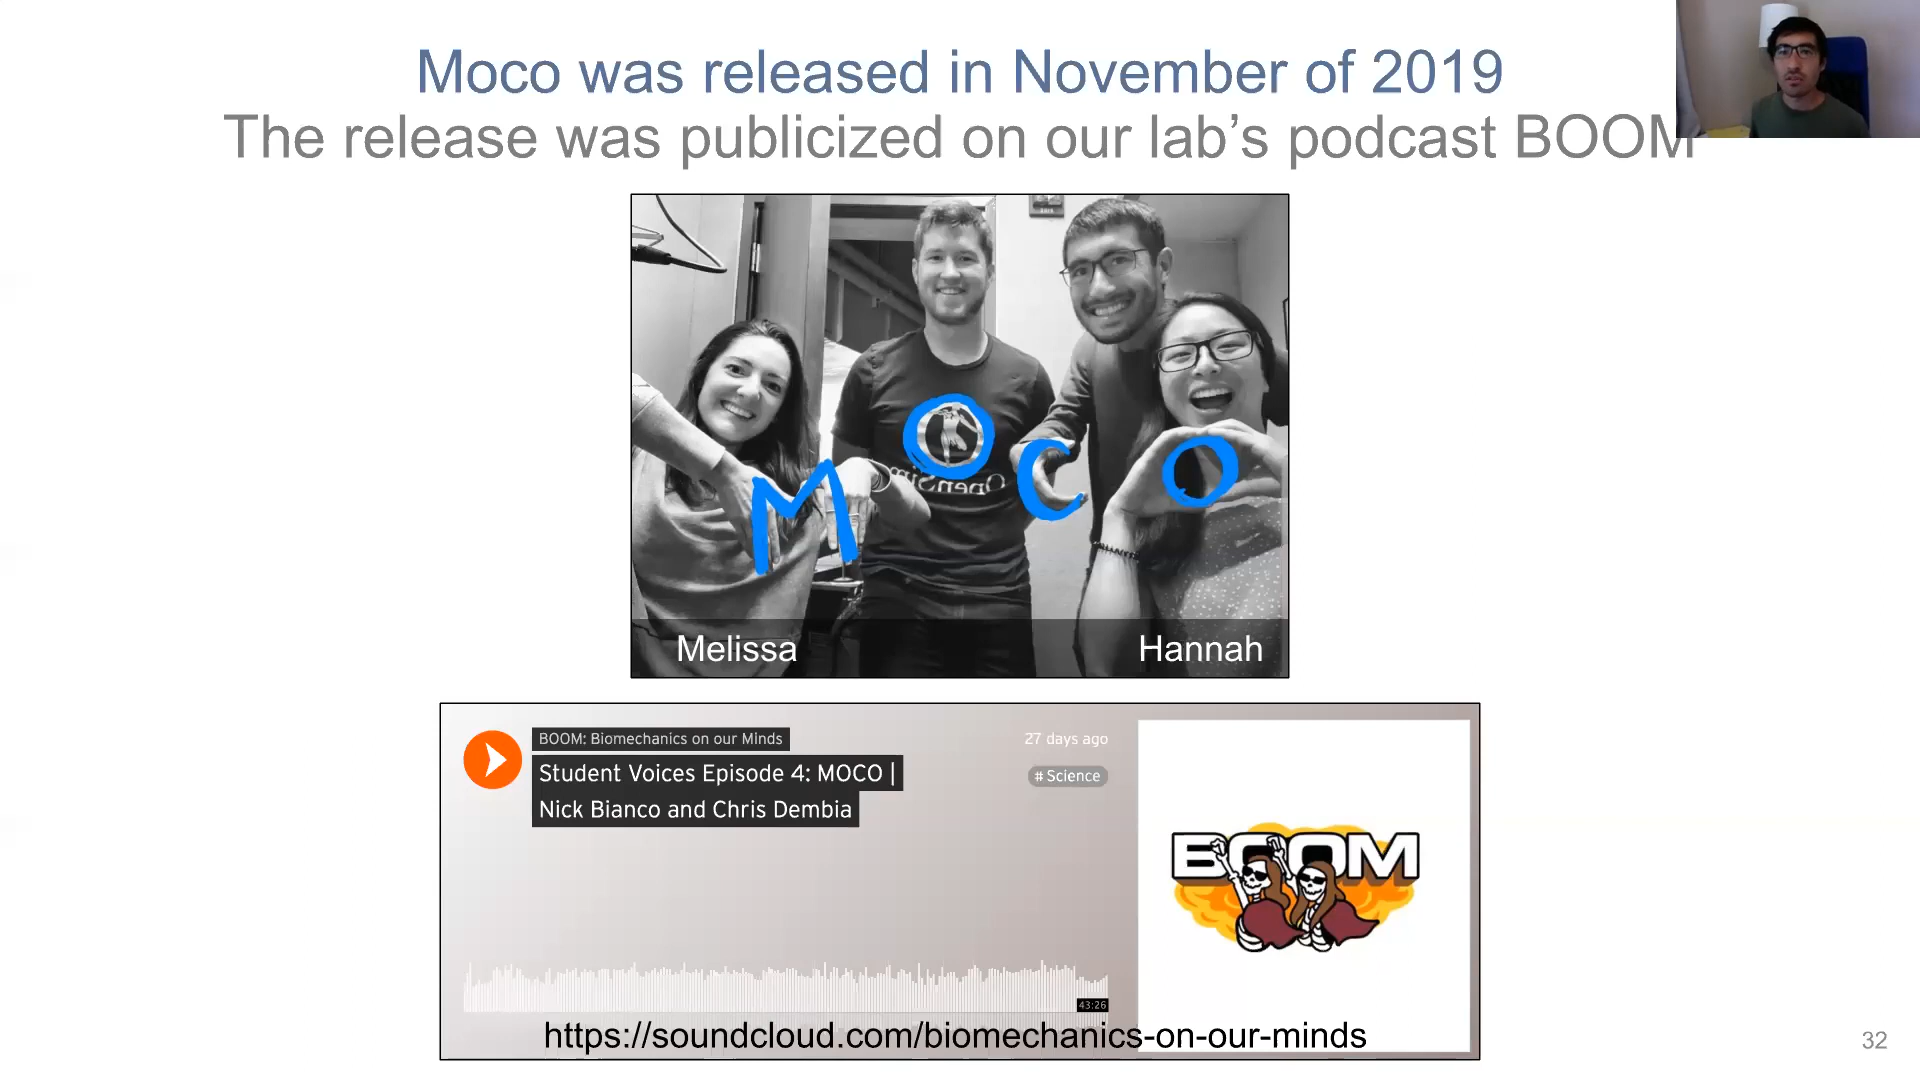 Moco was released in November of 2019
The release was publicized on our lab's podcast BOOM
OpenSim
M O C O
Melissa Hannah
BOOM: Biomechanics on our Minds
27 days ago
Student Voices Episode 4: MOCO |
Nick Bianco and Chris Dembia
# Science
BOOM
43:26
https://soundcloud.com/biomechanics-on-our-minds
32